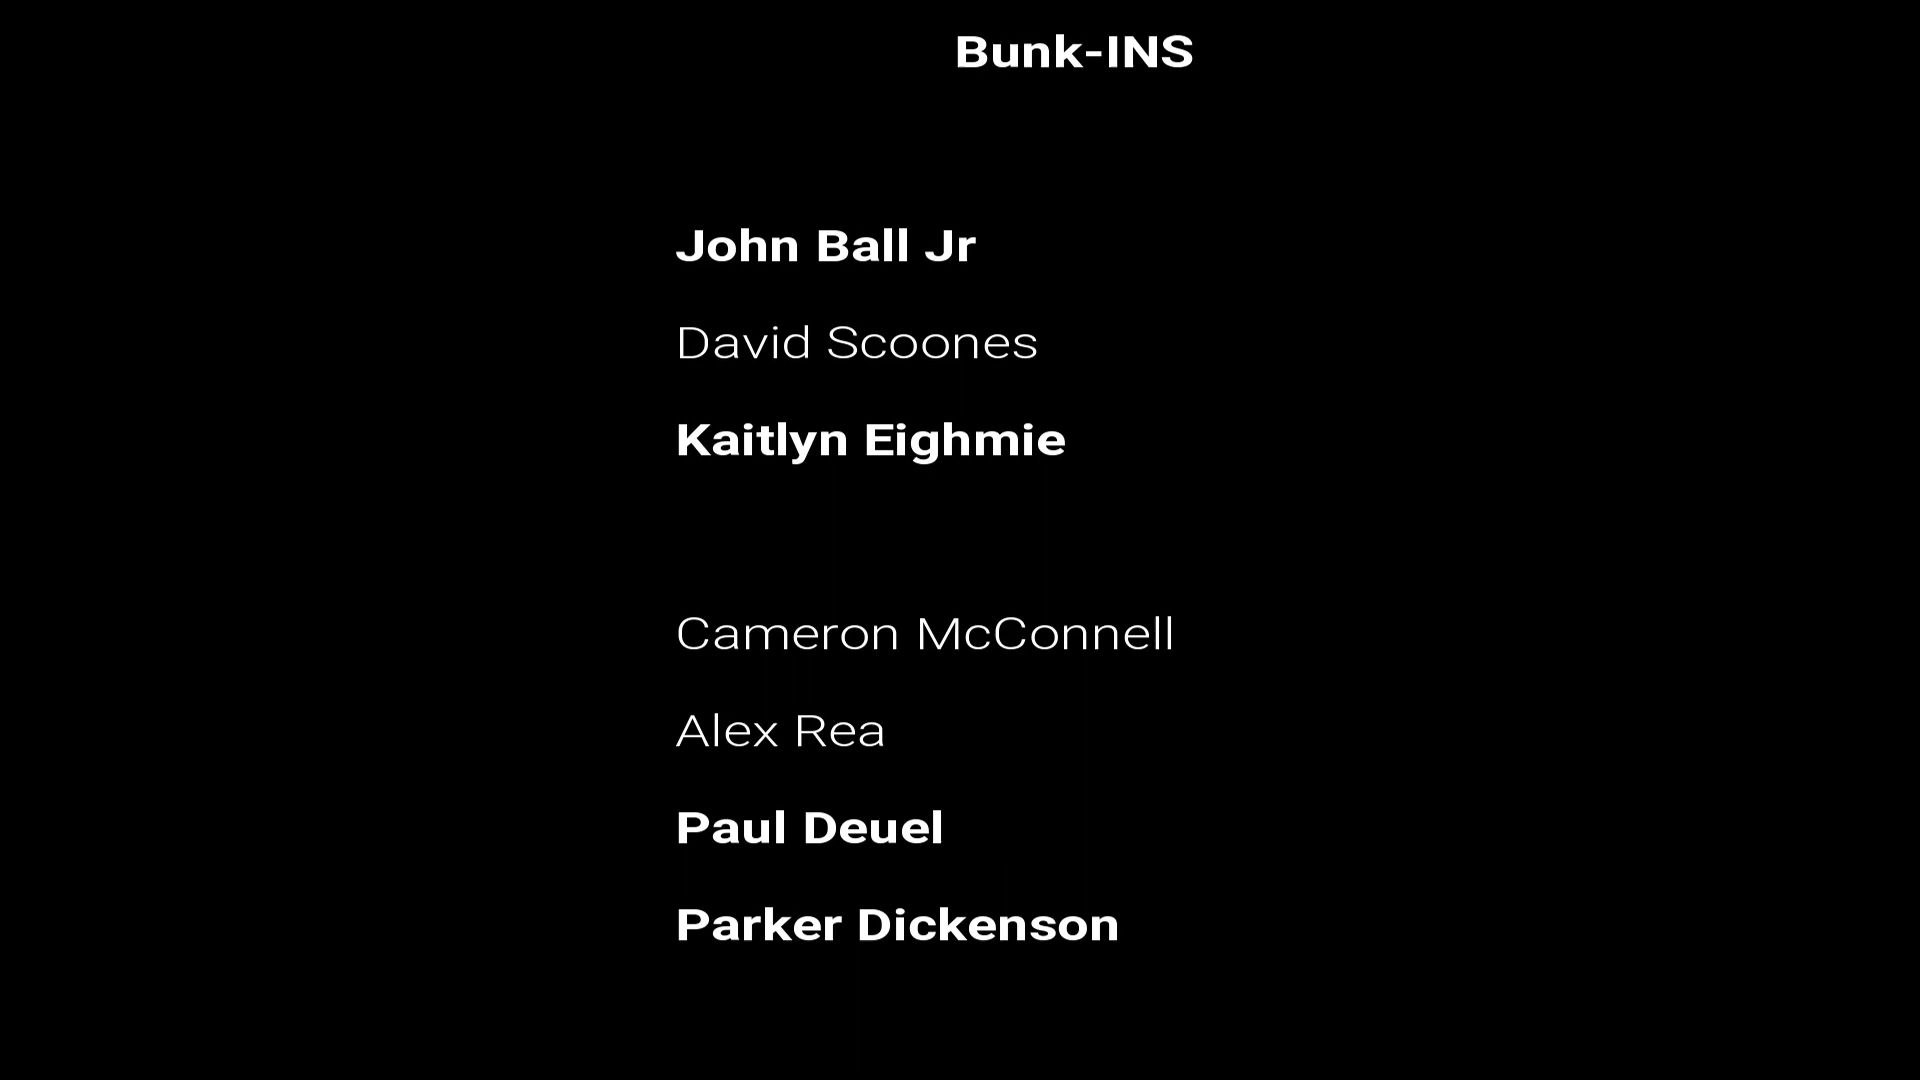 Bunk-INS
John Ball Jr
David Scoones
Kaitlyn Eighmie
Cameron McConnell
Alex Rea
Paul Deuel
Parker Dickenson